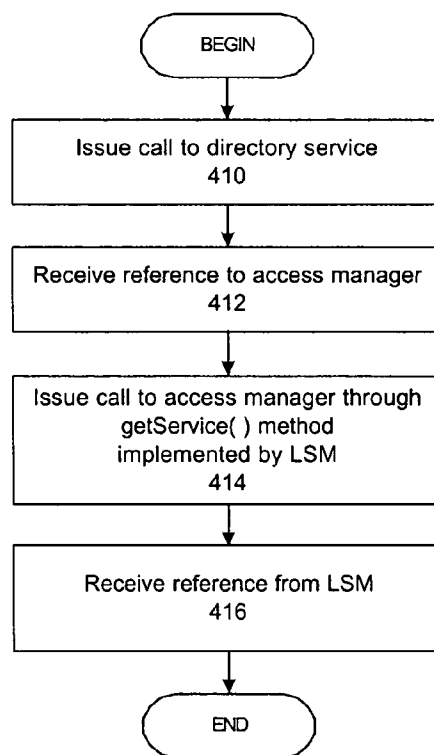 BEGIN
Issue call to directory service
410
Receive reference to access manager
412
Issue call to access manager through
getService( ) method
implemented by LSM
414
Receive reference from LSM
416
END